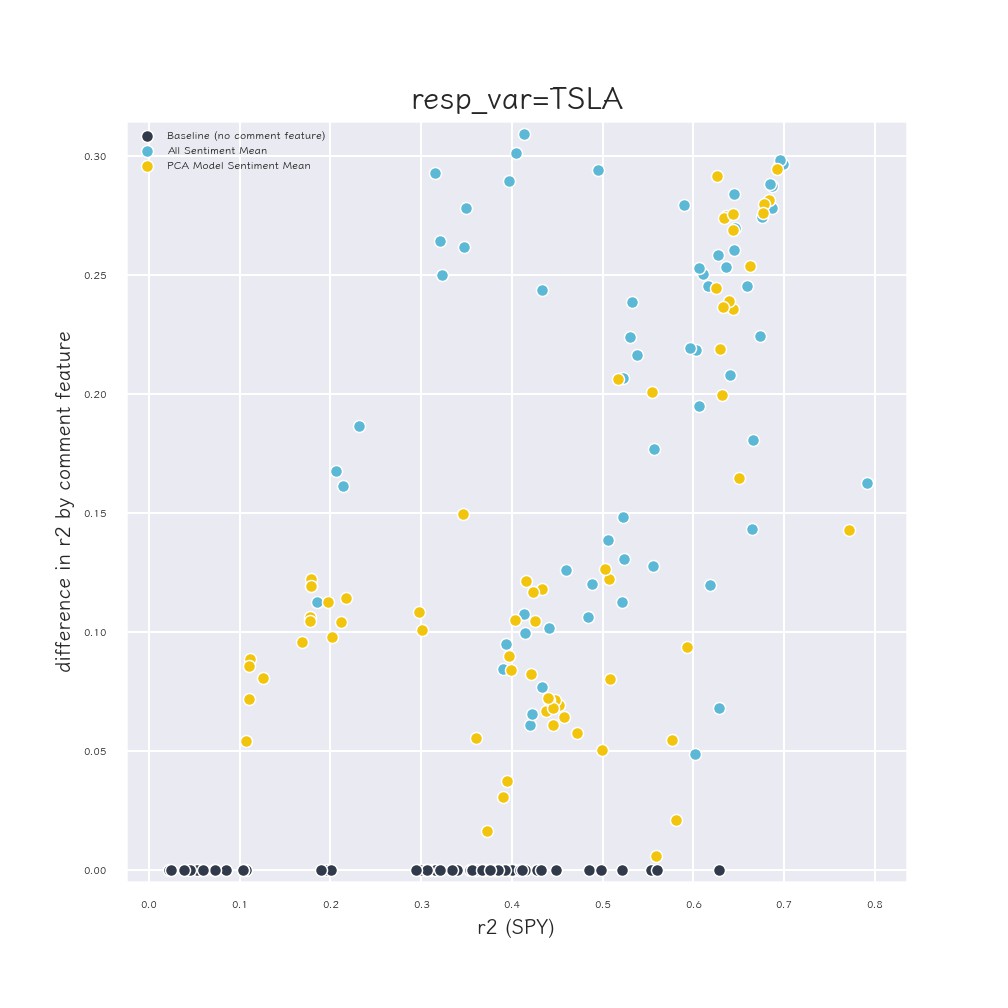 resp_var=TSLA
Baseline (no comment feature)
All Sentiment Mean
PCA Model Sentiment Mean
difference in r2 by comment feature
0.30
0.25
0.20
0.15
0.10
0.05
0.00
0.0 0.1 0.2 0.3 0.4 0.5 0.6 0.7 0.8
r2 (SPY)